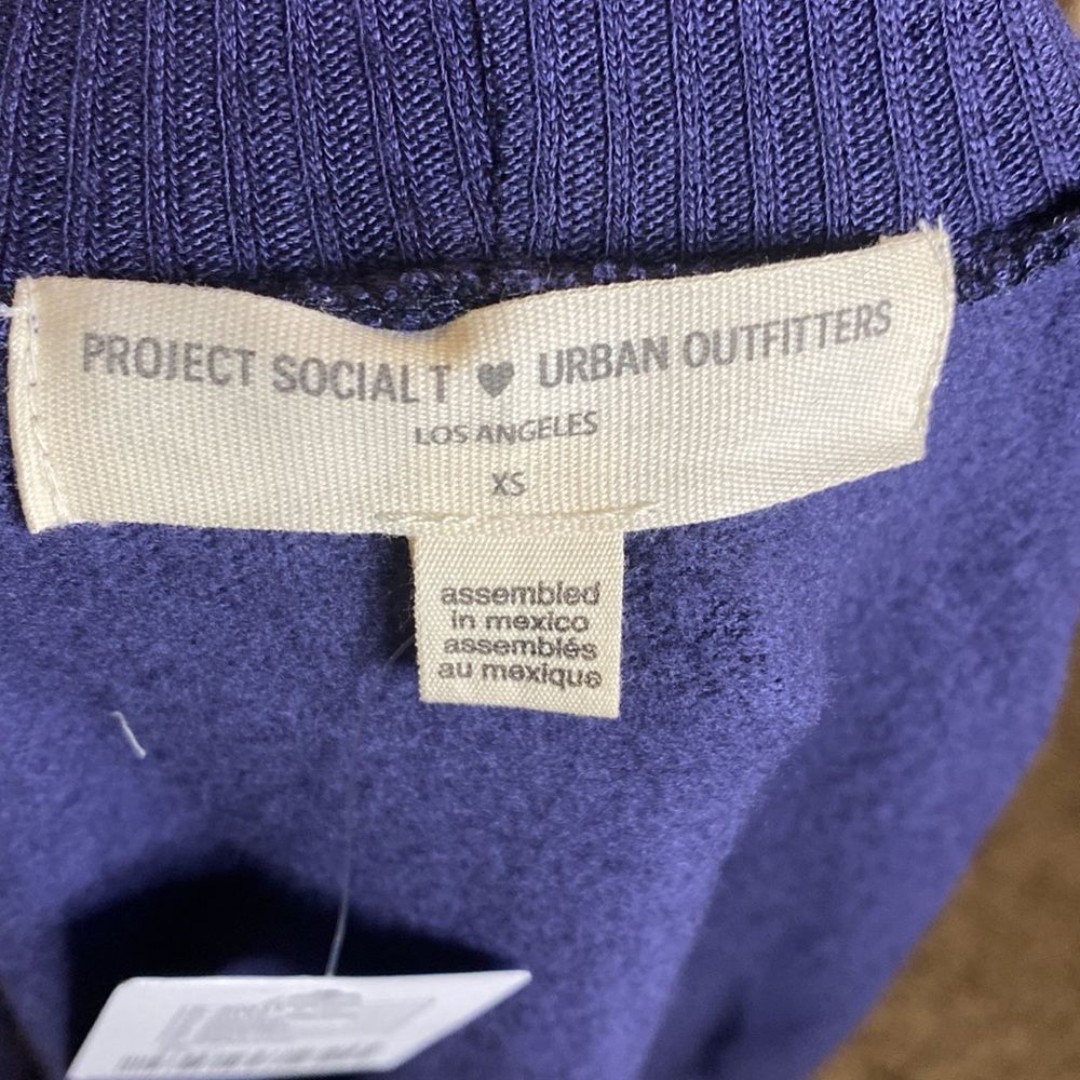 PROJECT SOCIAL T ♥ URBAN OUTFITTERS
LOS ANGELES
XS
assembled
in mexico
assemblés
au mexique